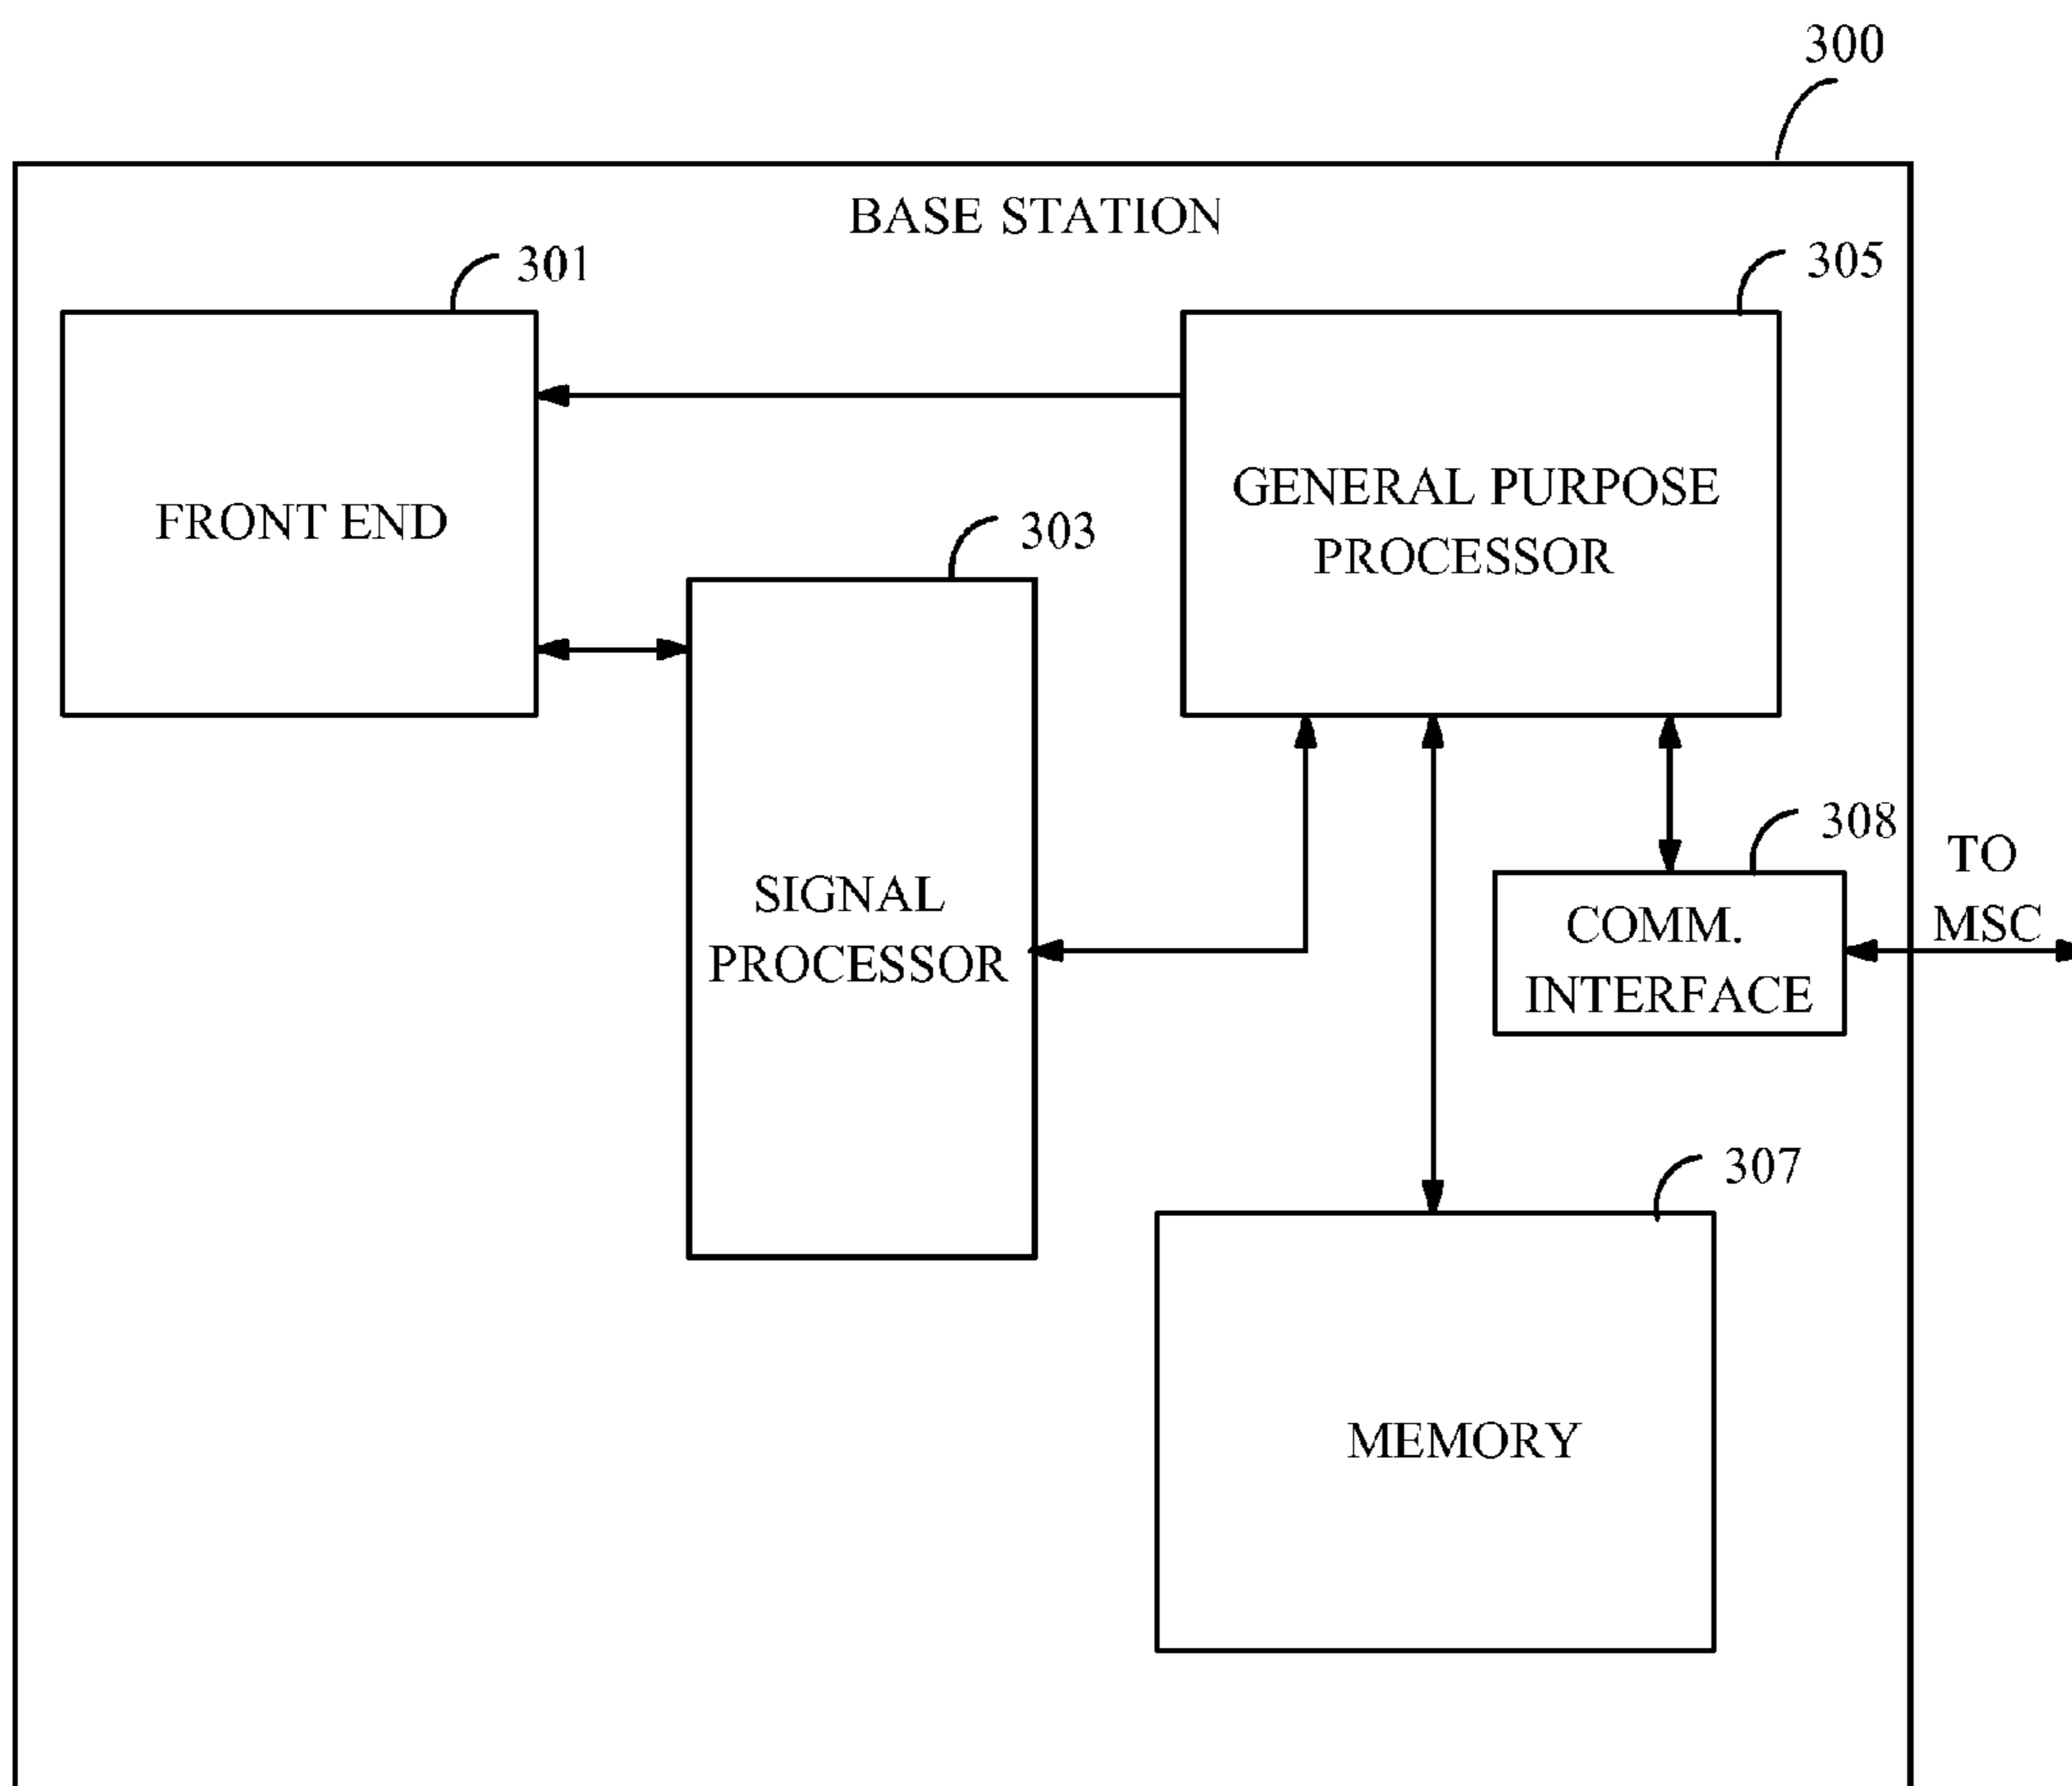 300
BASE STATION
301
305
FRONT END
GENERAL PURPOSE
PROCESSOR
303
SIGNAL
PROCESSOR
308
TO
MSC
COMM.
INTERFACE
307
MEMORY